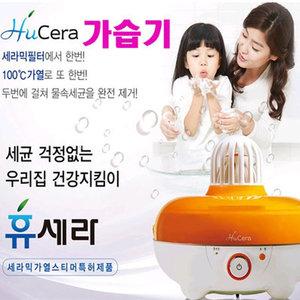 HuCera 가습기
세라믹필터에서 한번!
100℃가열로 또 한번!
두번에 걸쳐 물속세균을 완전 제거!
세균 걱정없는
우리집 건강지킴이
휴세라
세라믹가열스티머특허제품
HuCera